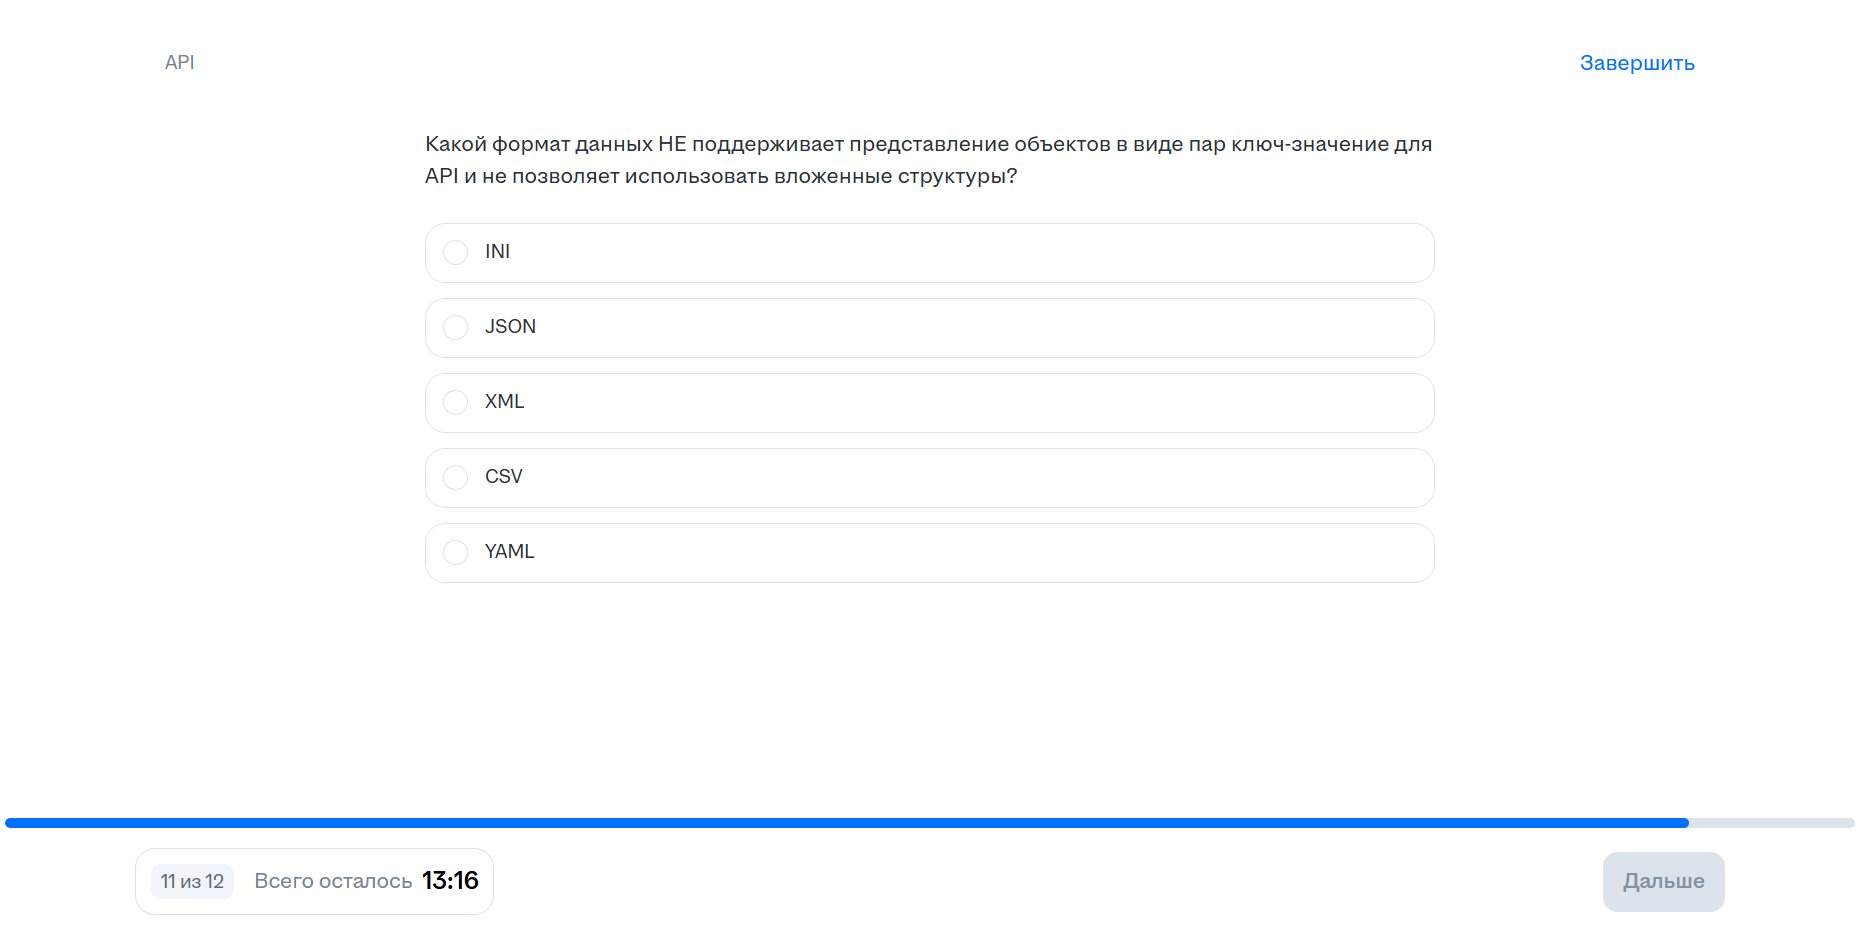 API
Завершить
Какой формат данных НЕ поддерживает представление объектов в виде пар ключ-значение для
API и не позволяет использовать вложенные структуры?
INI
JSON
XML
CSV
YAML
11 из 12
Всего осталось 13:16
Дальше